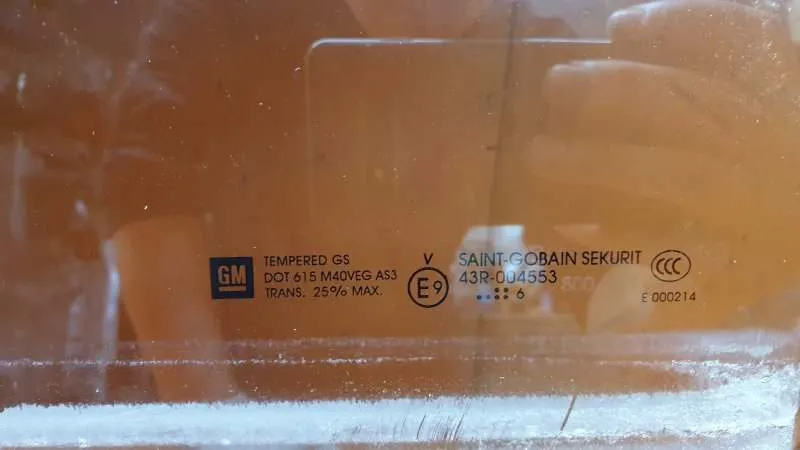 GM
TEMPERED GS
DOT 615 M40VEG AS3
TRANS. 25% MAX.
V
E9
SAINT-GOBAIN SEKURIT
43R-004553
6
CCC
E 000214